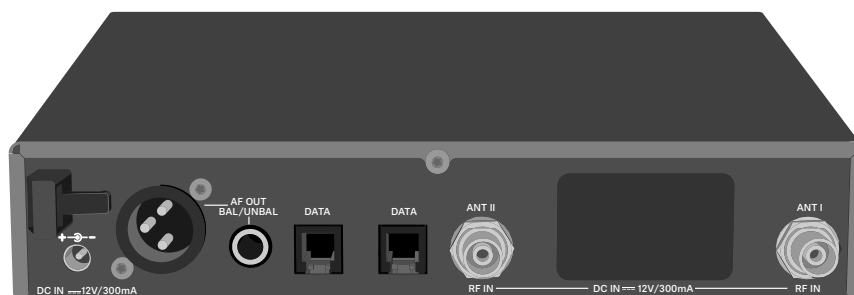 AF OUT
BAL/UNBAL
DATA
DATA
ANT II
ANT I
DC IN ⎓12V/300mA
RF IN
DC IN ⎓ 12V/300mA
RF IN